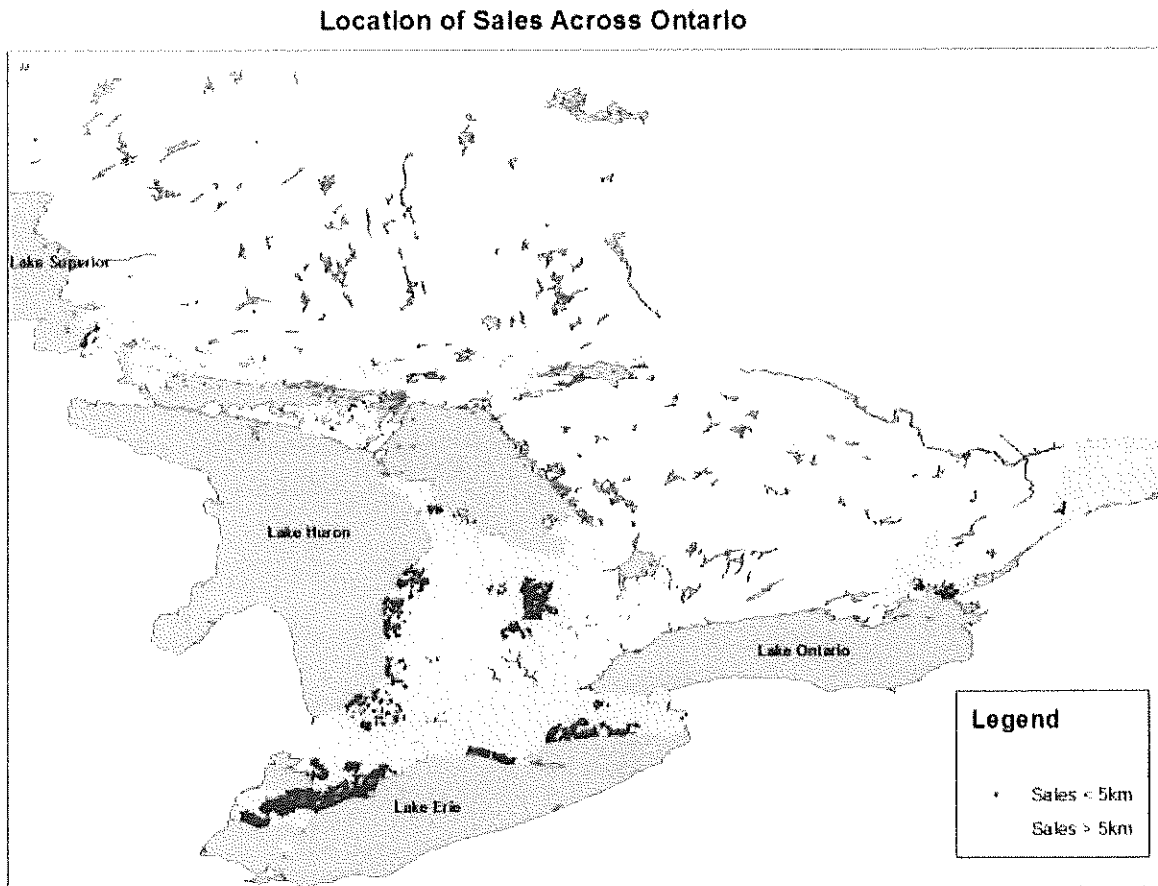 Location of Sales Across Ontario
Lake Superior
Lake Huron
Lake Ontario
Lake Erie
Legend
Sales < 5km
Sales > 5km